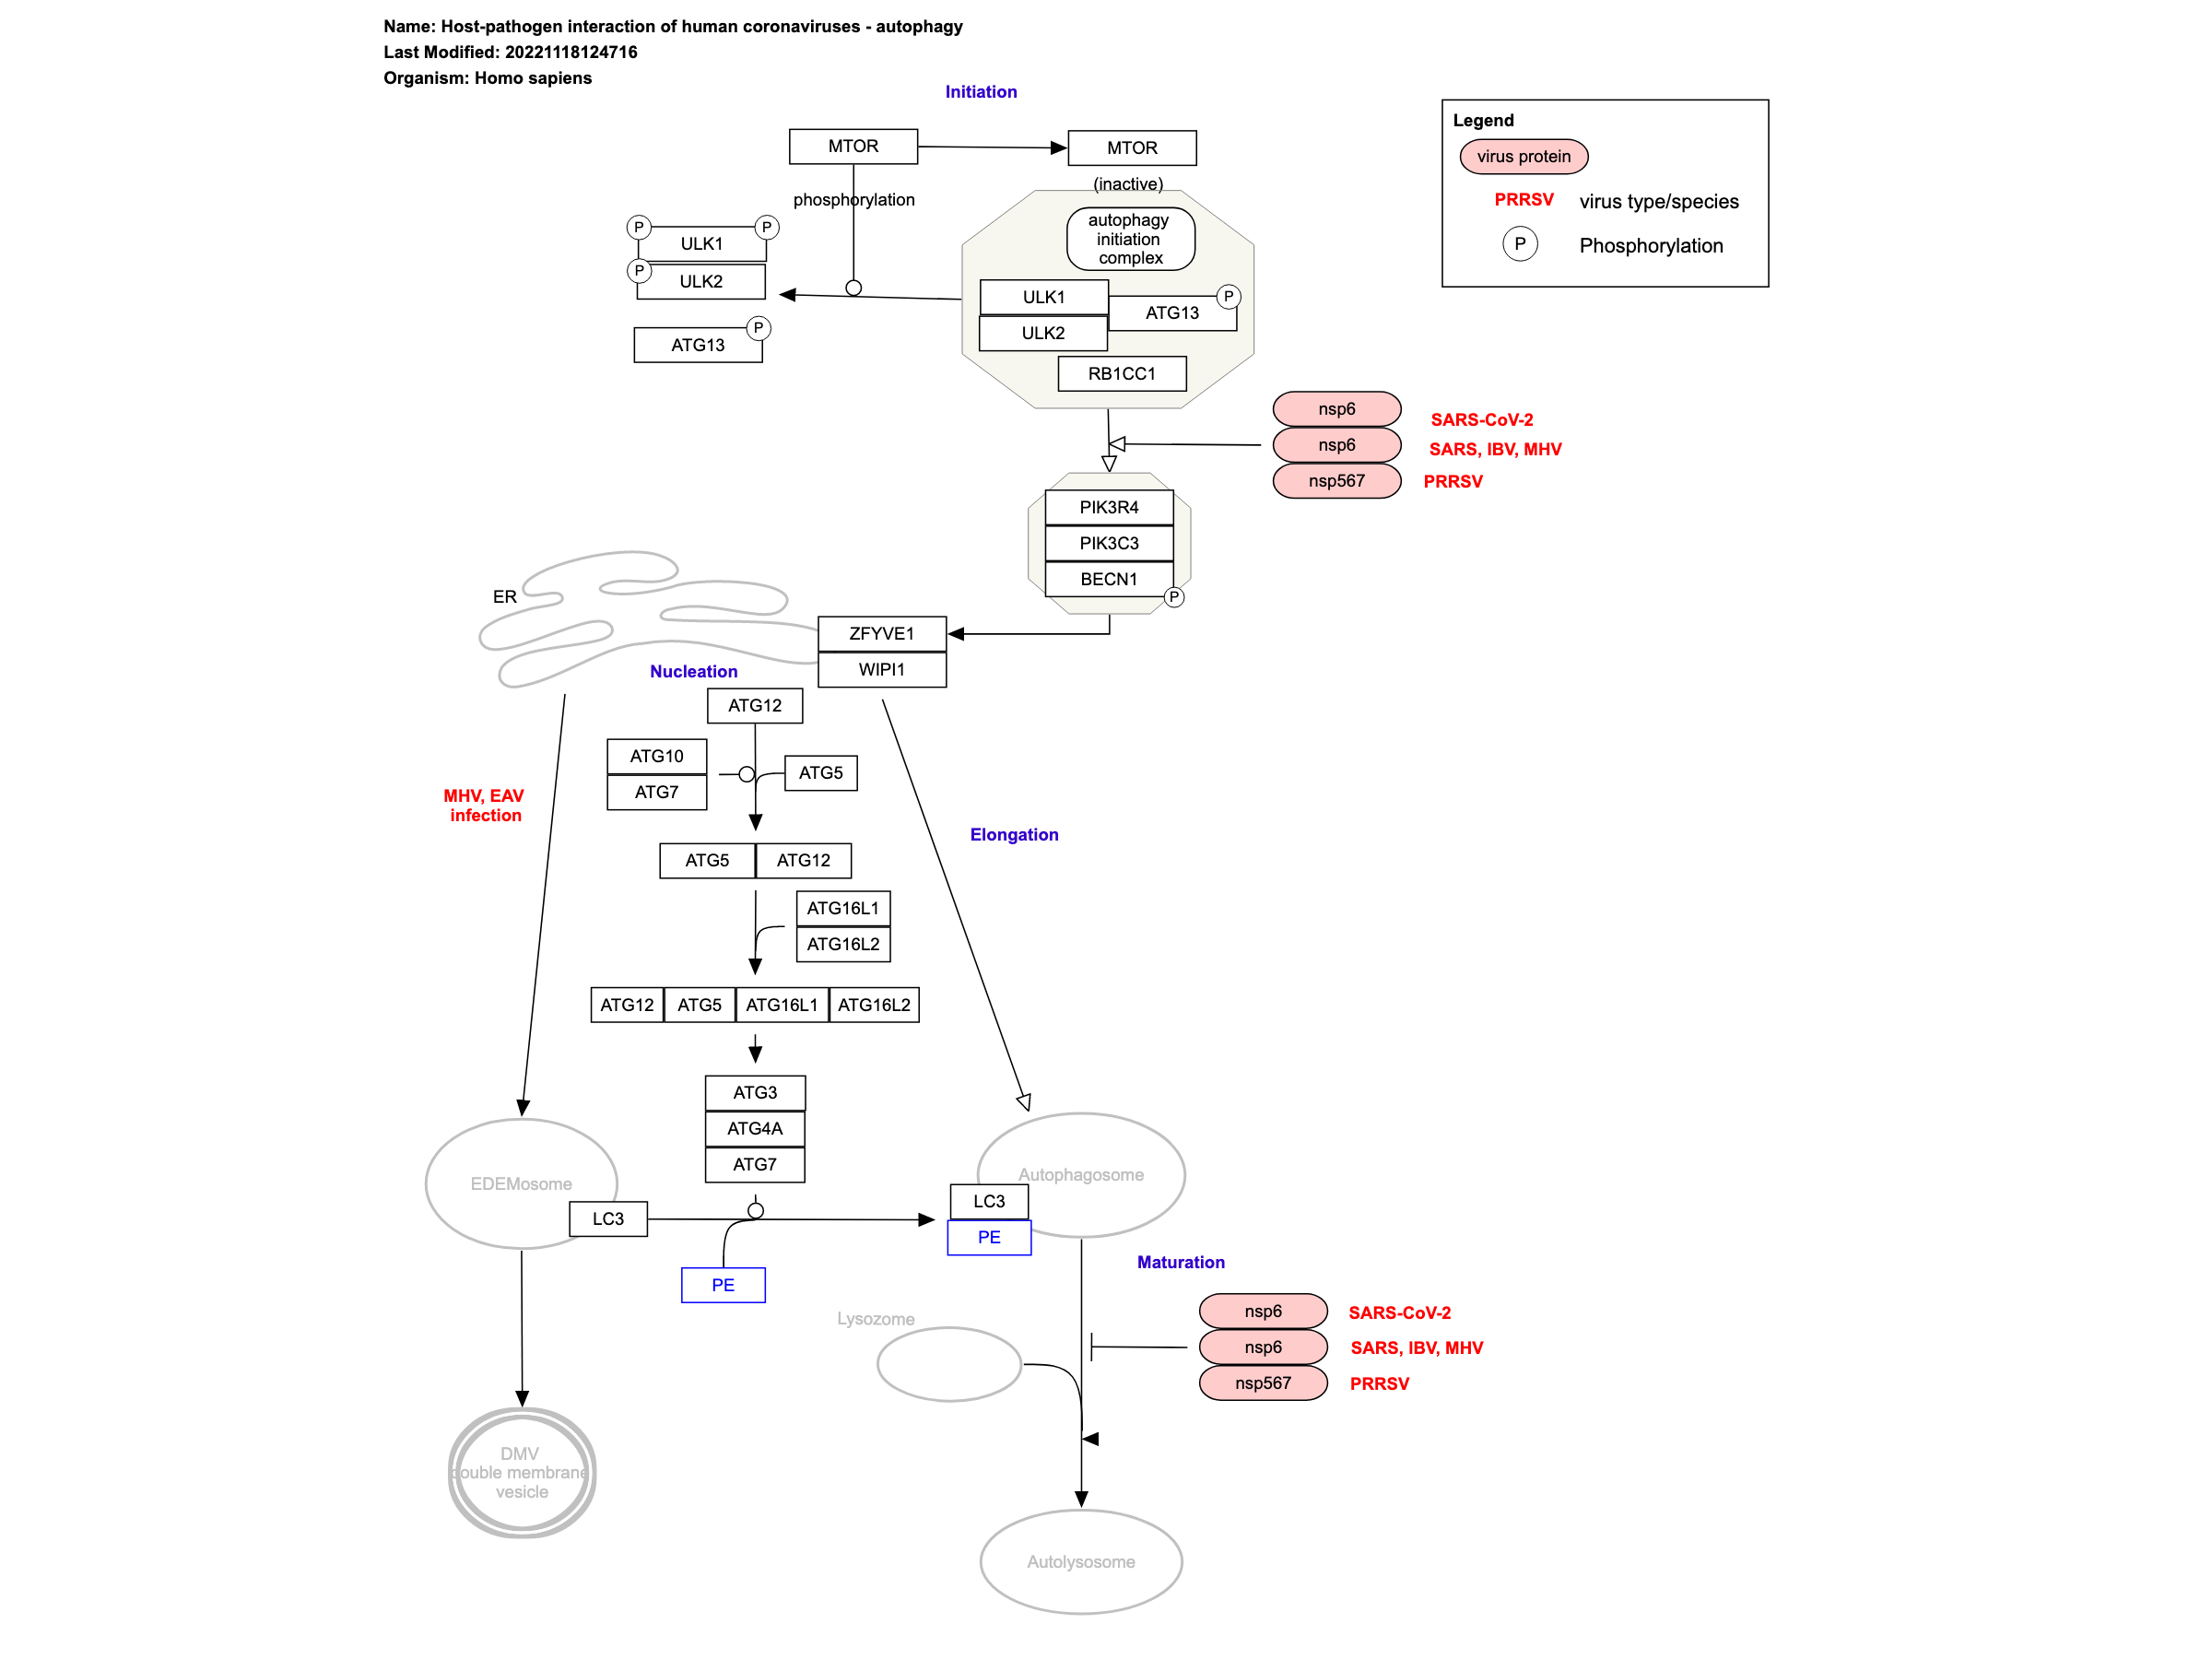 Name: Host-pathogen interaction of human coronaviruses - autophagy
Last Modified: 20221118124716
Organism: Homo sapiens
Initiation
Legend
virus protein
PRRSV virus type/species
P Phosphorylation
MTOR
MTOR
(inactive)
phosphorylation
autophagy
initiation
complex
P
P
ULK1
P
ULK2
P
ATG13
ULK1
ULK2
P
ATG13
RB1CC1
nsp6 SARS-CoV-2
nsp6 SARS, IBV, MHV
nsp567 PRRSV
PIK3R4
PIK3C3
BECN1
P
ER
ZFYVE1
WIPI1
Nucleation
ATG12
ATG10
ATG7
ATG5
MHV, EAV
infection
Elongation
ATG5 ATG12
ATG16L1
ATG16L2
ATG12 ATG5 ATG16L1 ATG16L2
ATG3
ATG4A
ATG7
EDEMosome
LC3
Autophagosome
LC3
PE
PE
Maturation
Lysozome
nsp6 SARS-CoV-2
nsp6 SARS, IBV, MHV
nsp567 PRRSV
DMV
double membrane
vesicle
Autolysosome